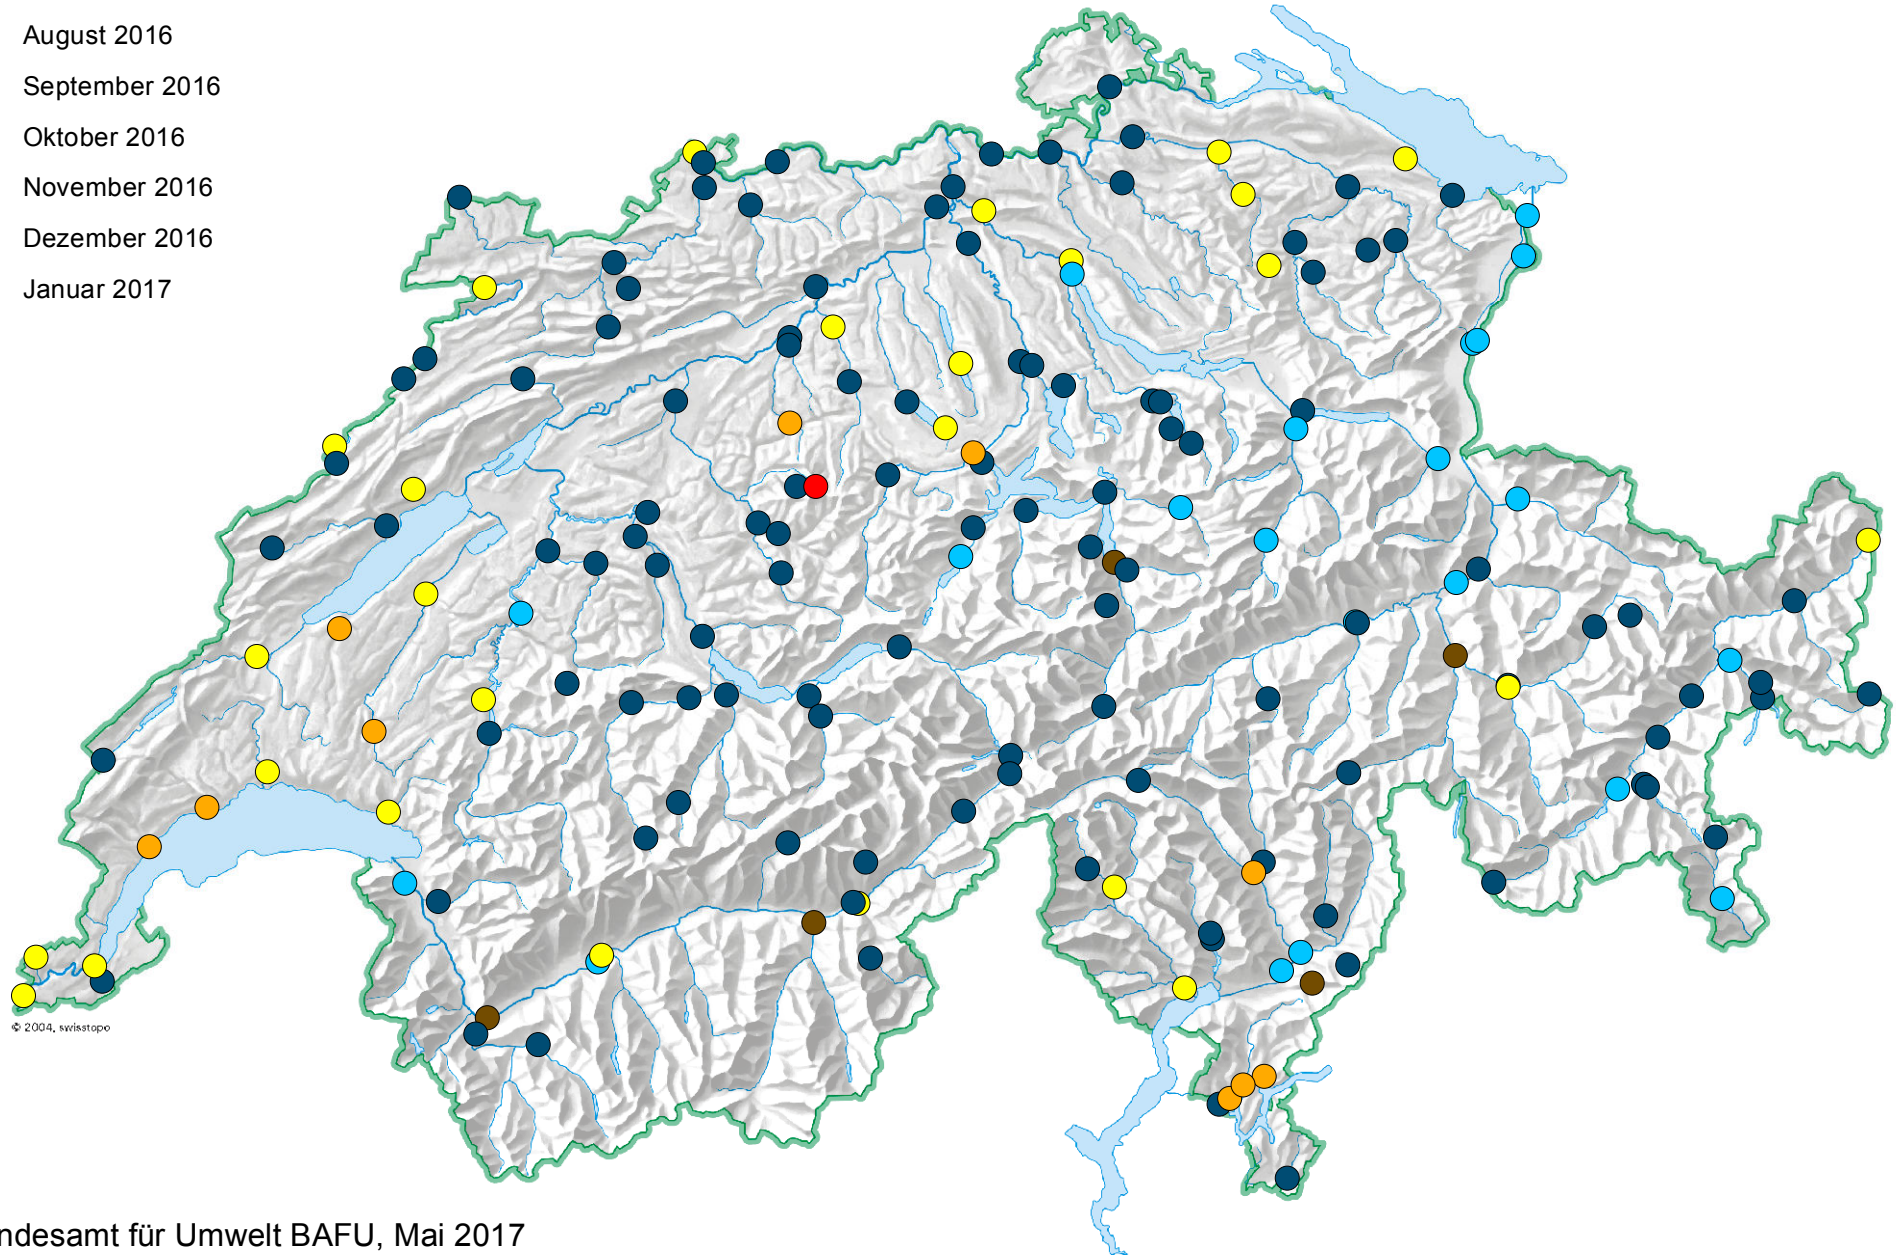 August 2016
September 2016
Oktober 2016
November 2016
Dezember 2016
Januar 2017
© 2004, swisstopo
ndesamt für Umwelt BAFU, Mai 2017